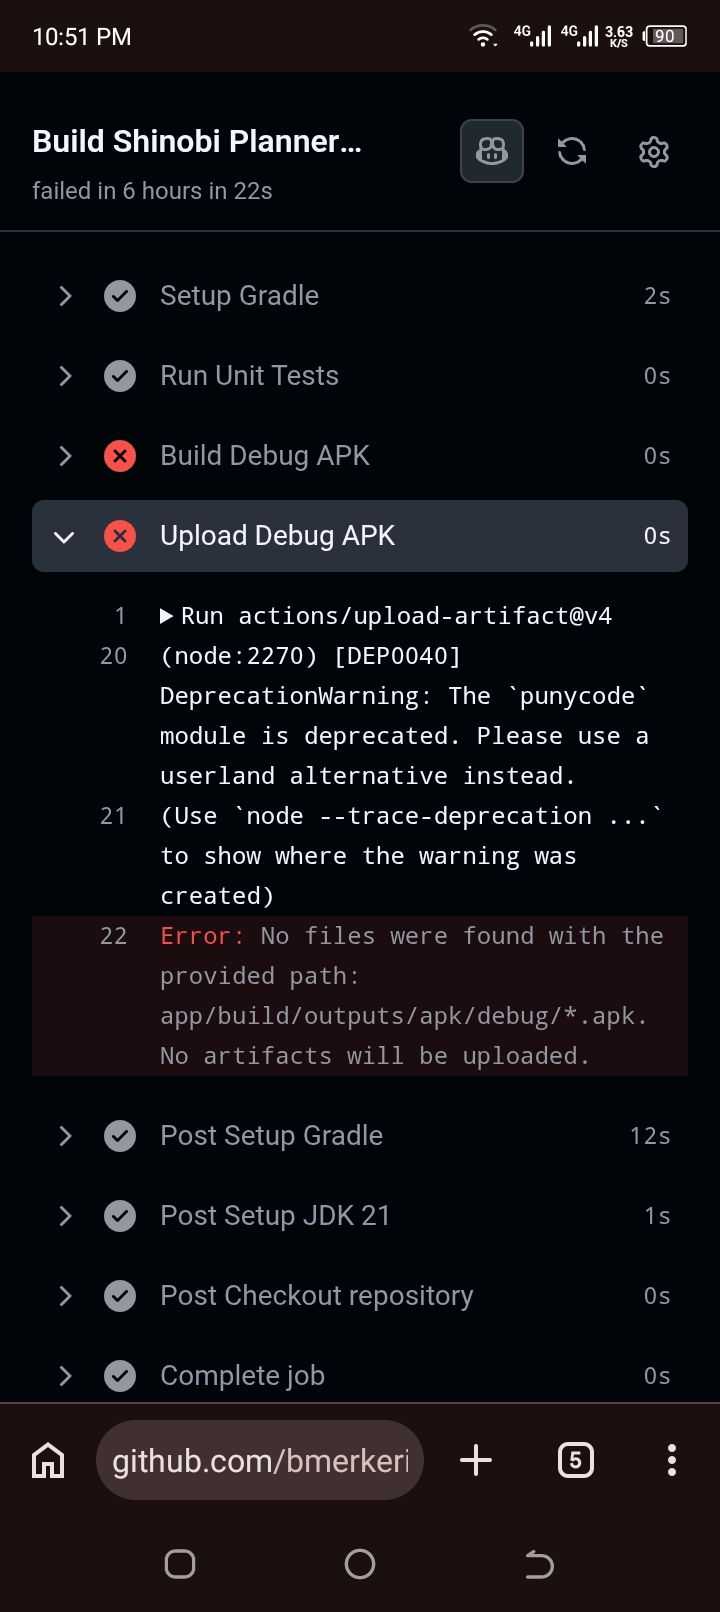 10:51 PM
4G 4G 3.63 K/S 90
Build Shinobi Planner...
failed in 6 hours in 22s
Setup Gradle 2s
Run Unit Tests 0s
Build Debug APK 0s
Upload Debug APK 0s
1 Run actions/upload-artifact@v4
20 (node:2270) [DEP0040]
DeprecationWarning: The `punycode`
module is deprecated. Please use a
userland alternative instead.
21 (Use `node --trace-deprecation ...`
to show where the warning was
created)
22 Error: No files were found with the
provided path:
app/build/outputs/apk/debug/*.apk.
No artifacts will be uploaded.
Post Setup Gradle 12s
Post Setup JDK 21 1s
Post Checkout repository 0s
Complete job 0s
github.com/bmerkeri
5